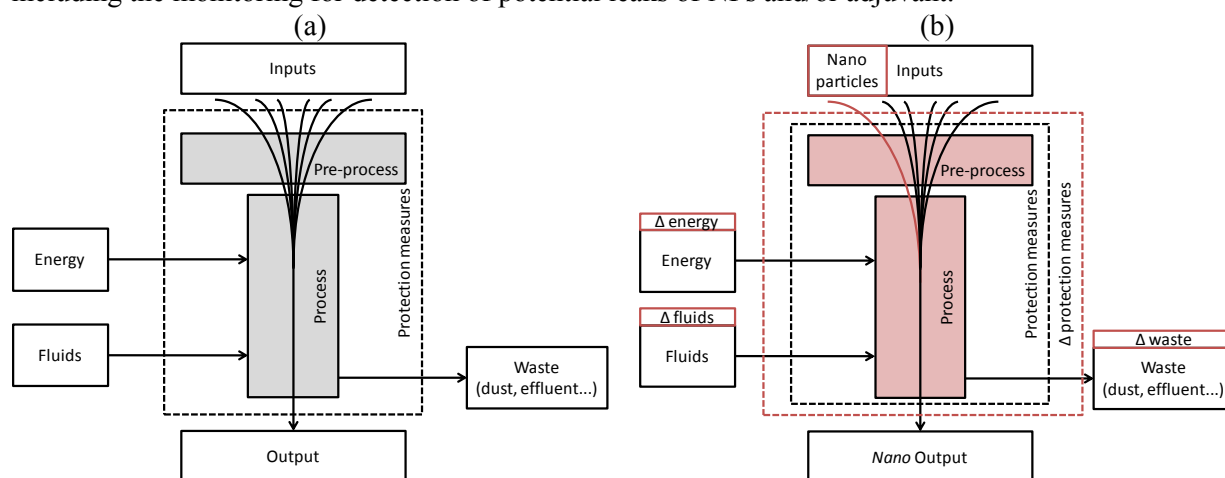 including the monitoring for detection of potential leaks of NPs and/or adjuvant.
(a)
Inputs
Pre-process
Process
Protection measures
Energy
Fluids
Waste
(dust, effluent...)
Output
(b)
Nano
particles
Inputs
Pre-process
Process
Protection measures
Δ protection measures
Δ energy
Energy
Δ fluids
Fluids
Δ waste
Waste
(dust, effluent...)
Nano Output